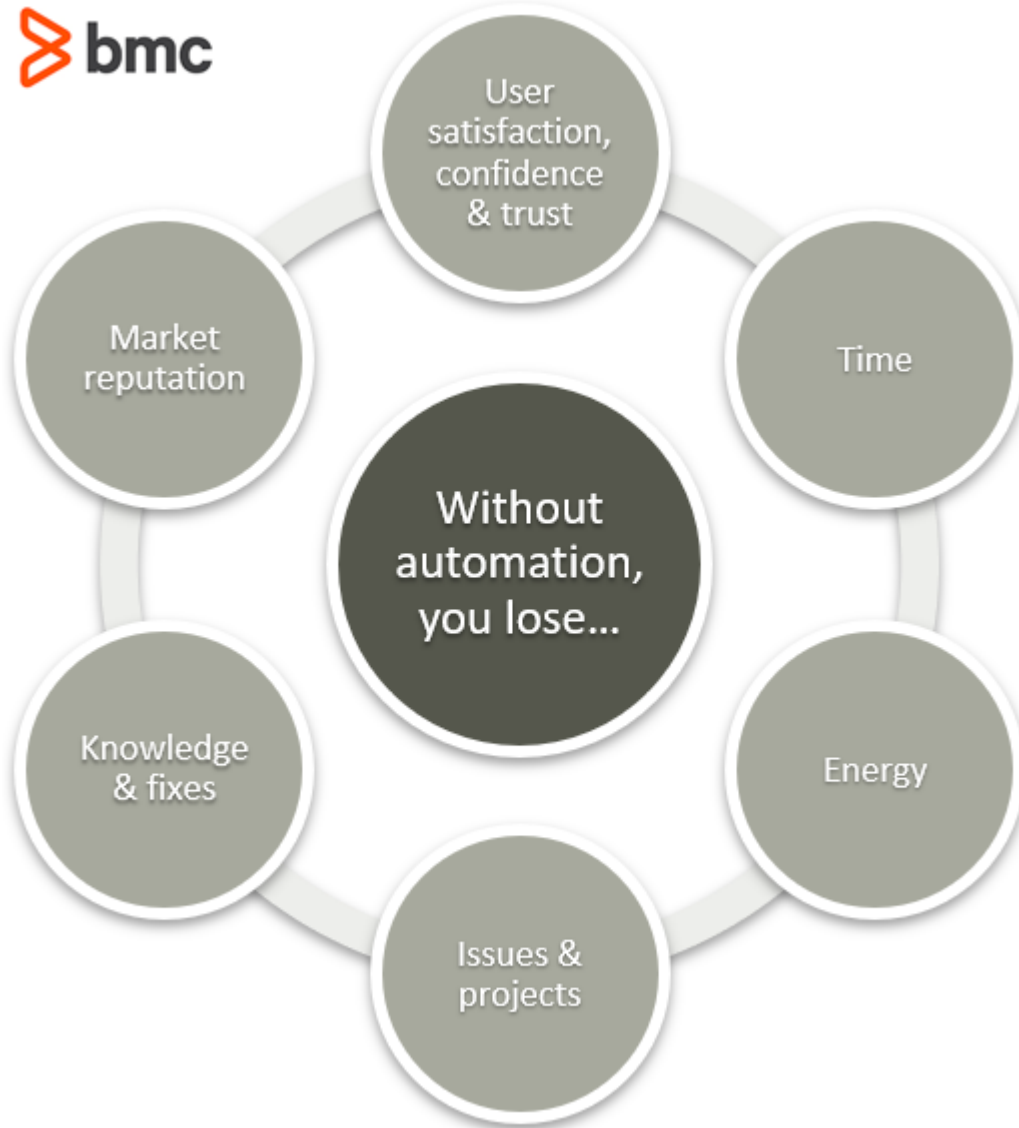 bmc
User
satisfaction,
confidence
& trust
Time
Energy
Issues &
projects
Knowledge
& fixes
Market
reputation
Without
automation,
you lose…